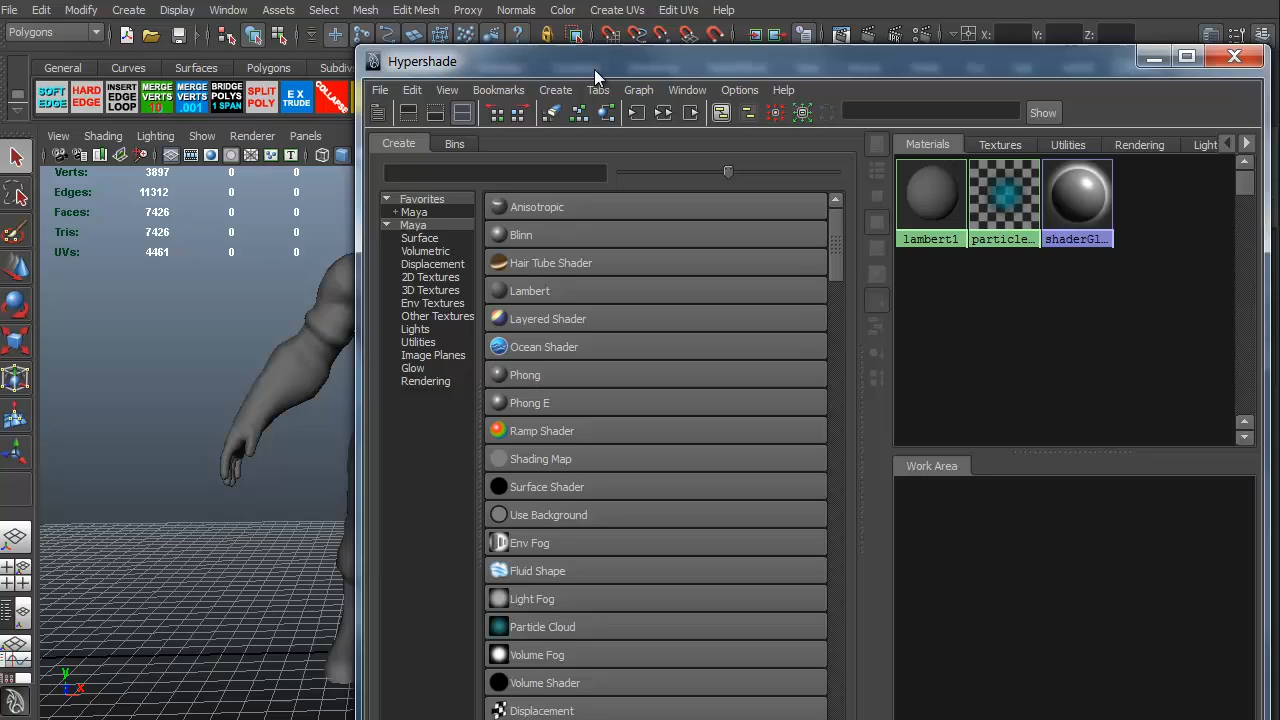 File Edit Modify Create Display Window Assets Select Mesh Edit Mesh Proxy Normals Color Create UVs Edit UVs Help
Polygons
X: Y: Z:
Hypershade
General Curves Surfaces Polygons
SOFT EDGE HARD EDGE INSERT EDGE LOOP MERGE VERTS 10 MERGE VERTS .001 BRIDGE POLYS 1 SPAN SPLIT POLY EX TRUDE
File Edit View Bookmarks Create Tabs Graph Window Options Help
Show
View Shading Lighting Show Renderer Panels
Create Bins
Materials Textures Utilities Rendering Light
Verts: 3897 0 0
Edges: 11312 0 0
Faces: 7426 0 0
Tris: 7426 0 0
UVs: 4461 0 0
Favorites
+ Maya
Maya
Surface
Volumetric
Displacement
2D Textures
3D Textures
Env Textures
Other Textures
Lights
Utilities
Image Planes
Glow
Rendering
Anisotropic
Blinn
Hair Tube Shader
Lambert
Layered Shader
Ocean Shader
Phong
Phong E
Ramp Shader
Shading Map
Surface Shader
Use Background
Env Fog
Fluid Shape
Light Fog
Particle Cloud
Volume Fog
Volume Shader
Displacement
lambert1 particle... shaderGl...
Work Area
y
x